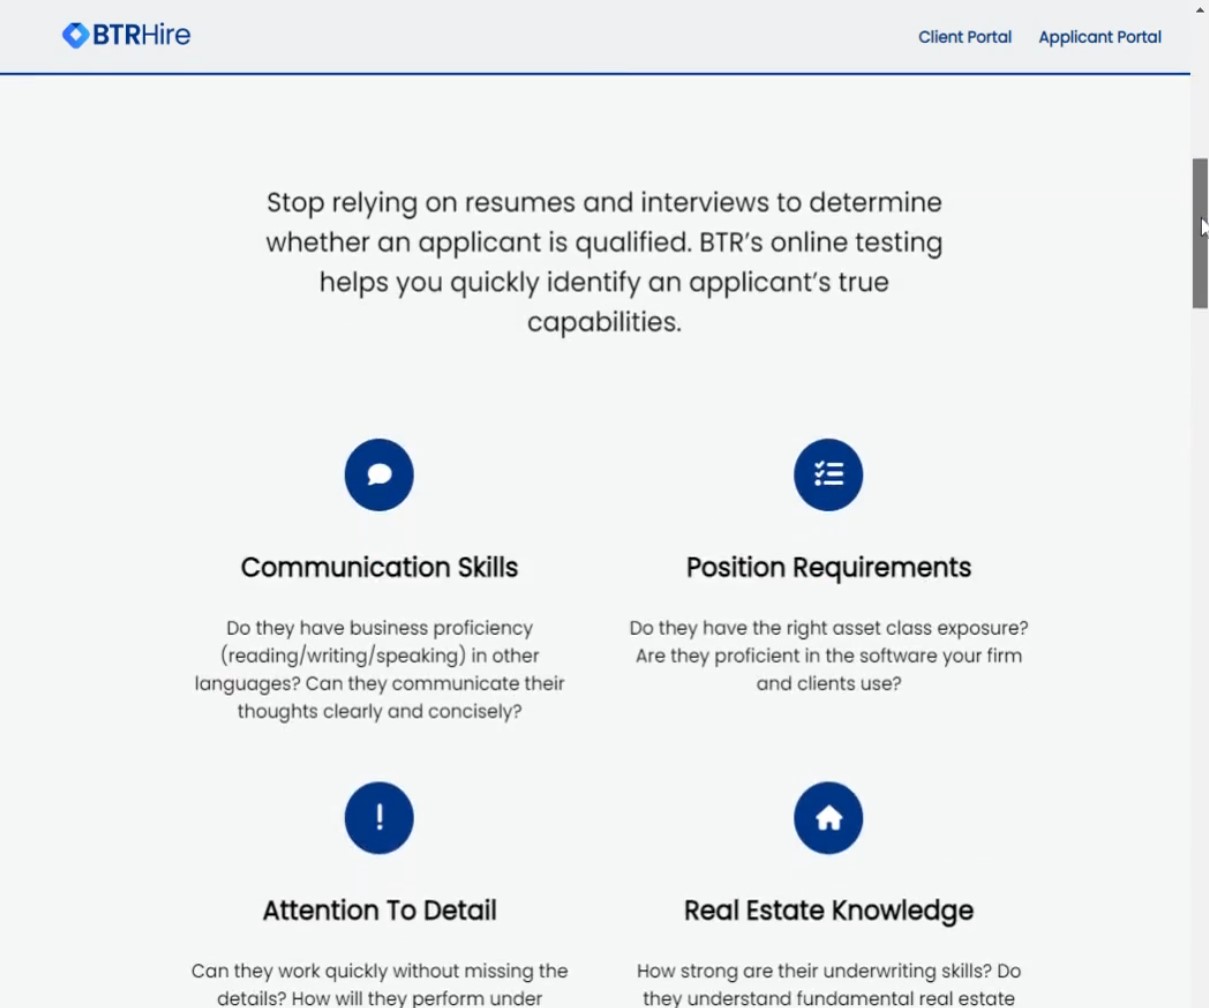 BTRHire
Client Portal
Applicant Portal
Stop relying on resumes and interviews to determine
whether an applicant is qualified. BTR’s online testing
helps you quickly identify an applicant’s true
capabilities.
Communication Skills
Do they have business proficiency
(reading/writing/speaking) in other
languages? Can they communicate their
thoughts clearly and concisely?
Position Requirements
Do they have the right asset class exposure?
Are they proficient in the software your firm
and clients use?
Attention To Detail
Can they work quickly without missing the
details? How will they perform under
Real Estate Knowledge
How strong are their underwriting skills? Do
they understand fundamental real estate